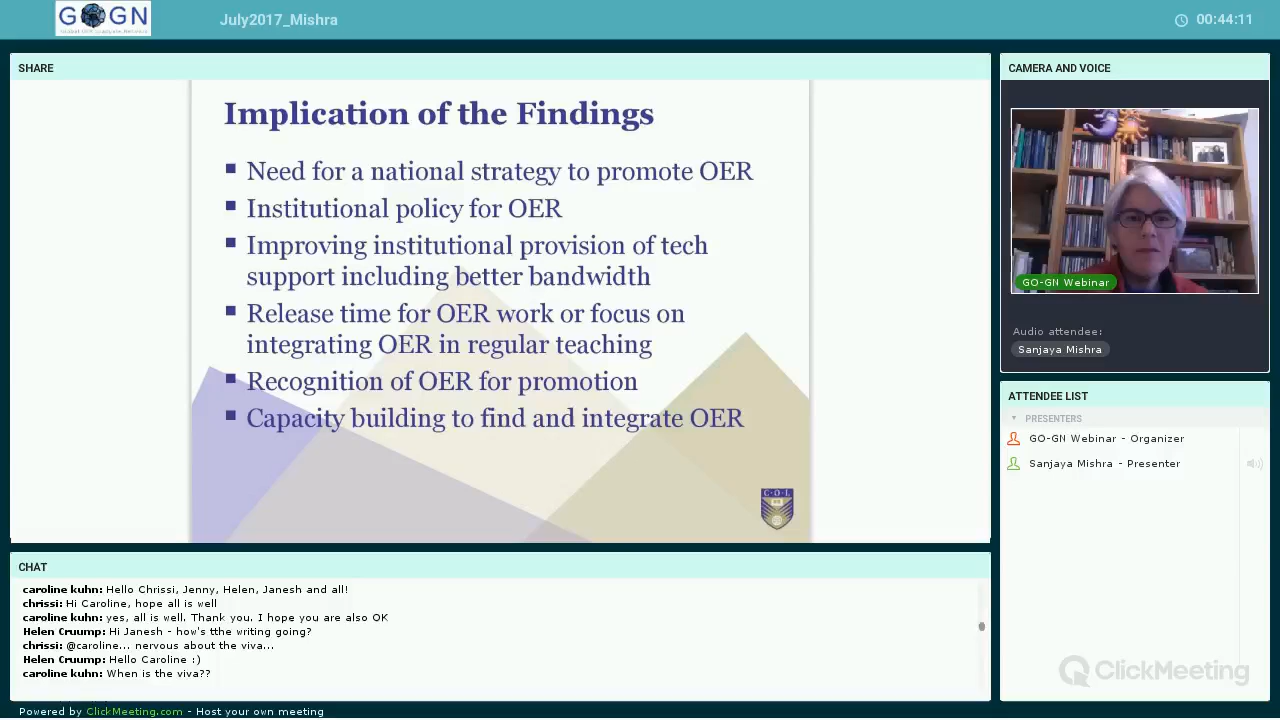 GOGN
July2017_Mishra
00:44:11
SHARE
Implication of the Findings
Need for a national strategy to promote OER
Institutional policy for OER
Improving institutional provision of tech
support including better bandwidth
Release time for OER work or focus on
integrating OER in regular teaching
Recognition of OER for promotion
Capacity building to find and integrate OER
C·O·L
CAMERA AND VOICE
GO-GN Webinar
Audio attendee:
Sanjaya Mishra
ATTENDEE LIST
PRESENTERS
GO-GN Webinar - Organizer
Sanjaya Mishra - Presenter
CHAT
caroline kuhn: Hello Chrissi, Jenny, Helen, Janesh and all!
chrissi: Hi Caroline, hope all is well
caroline kuhn: yes, all is well. Thank you. I hope you are also OK
Helen Cruump: Hi Janesh - how's tthe writing going?
chrissi: @caroline... nervous about the viva...
Helen Cruump: Hello Caroline :)
caroline kuhn: When is the viva??
ClickMeeting
Powered by ClickMeeting.com - Host your own meeting